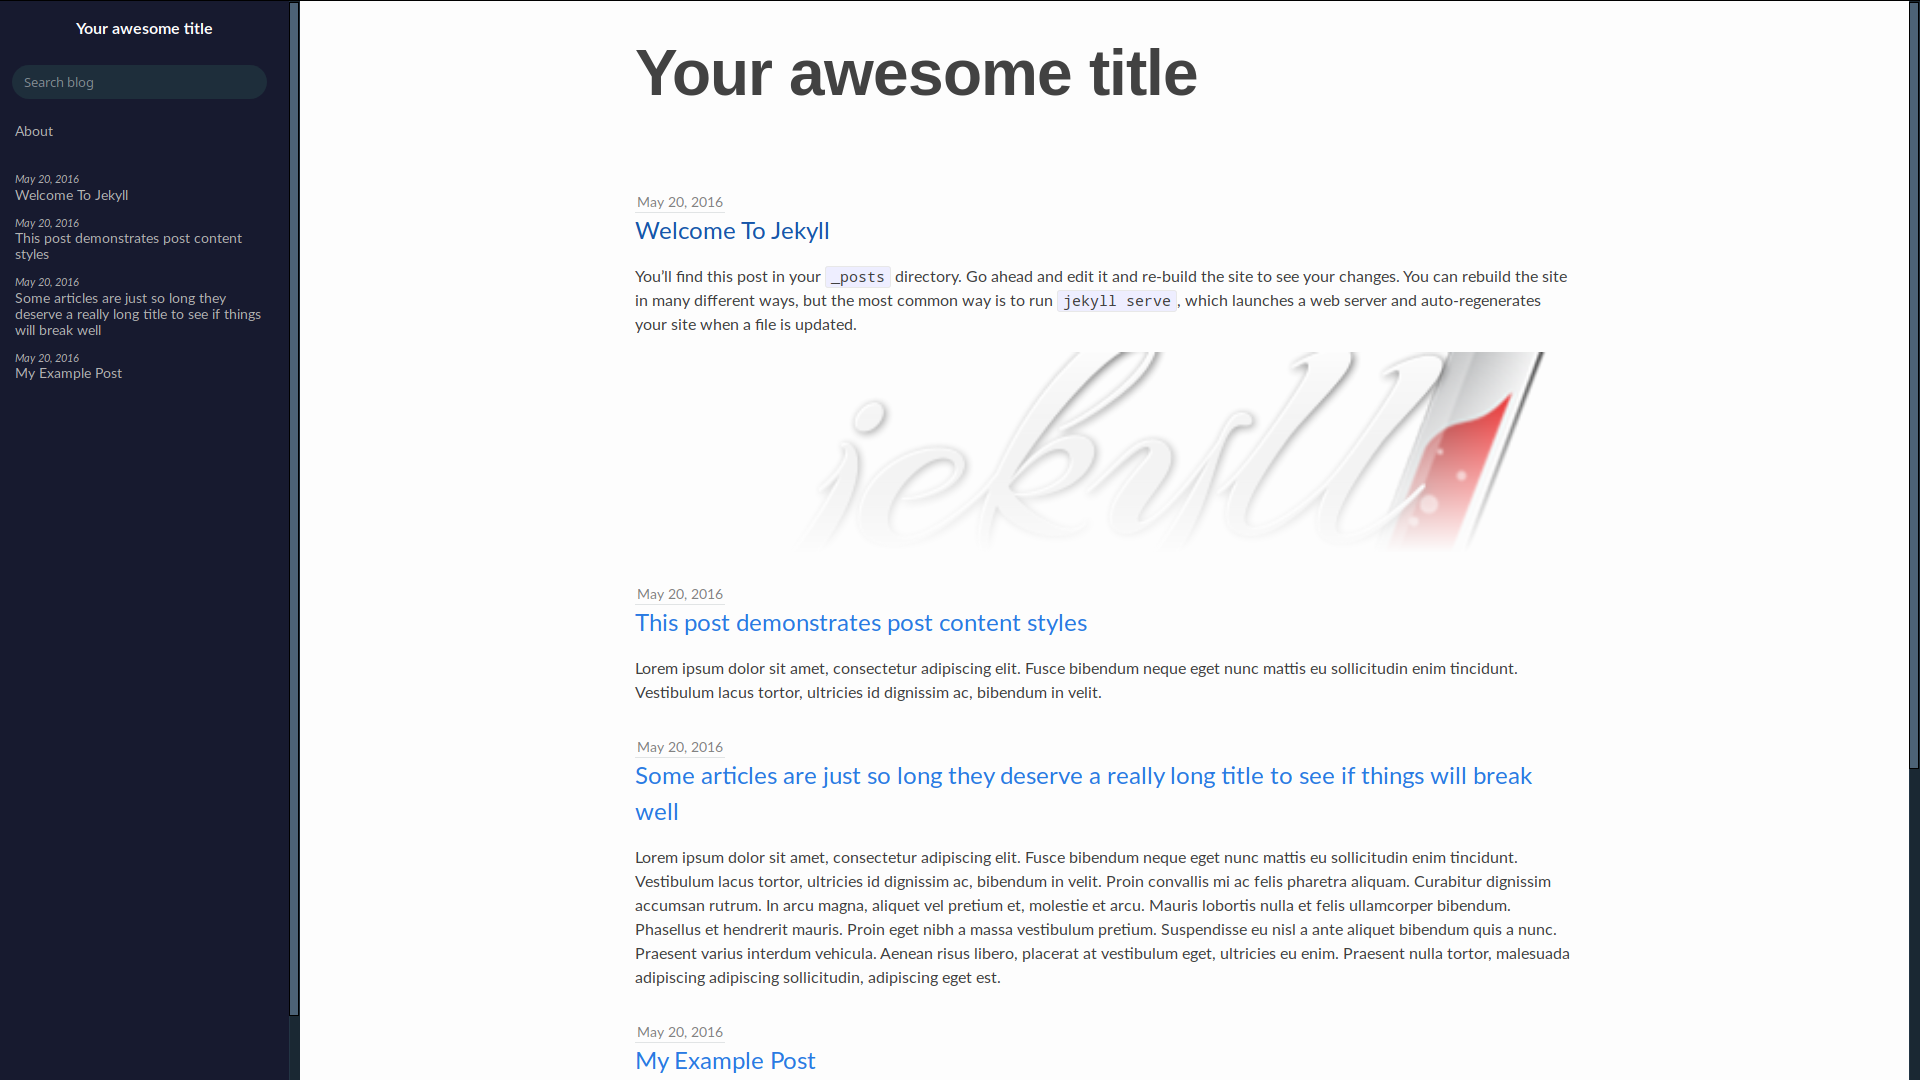 Your awesome title
Search blog
About
May 20, 2016
Welcome To Jekyll
May 20, 2016
This post demonstrates post content
styles
May 20, 2016
Some articles are just so long they
deserve a really long title to see if things
will break well
May 20, 2016
My Example Post
Your awesome title
May 20, 2016
Welcome To Jekyll
You’ll find this post in your _posts directory. Go ahead and edit it and re-build the site to see your changes. You can rebuild the site
in many different ways, but the most common way is to run jekyll serve, which launches a web server and auto-regenerates
your site when a file is updated.
jekyll
May 20, 2016
This post demonstrates post content styles
Lorem ipsum dolor sit amet, consectetur adipiscing elit. Fusce bibendum neque eget nunc mattis eu sollicitudin enim tincidunt.
Vestibulum lacus tortor, ultricies id dignissim ac, bibendum in velit.
May 20, 2016
Some articles are just so long they deserve a really long title to see if things will break
well
Lorem ipsum dolor sit amet, consectetur adipiscing elit. Fusce bibendum neque eget nunc mattis eu sollicitudin enim tincidunt.
Vestibulum lacus tortor, ultricies id dignissim ac, bibendum in velit. Proin convallis mi ac felis pharetra aliquam. Curabitur dignissim
accumsan rutrum. In arcu magna, aliquet vel pretium et, molestie et arcu. Mauris lobortis nulla et felis ullamcorper bibendum.
Phasellus et hendrerit mauris. Proin eget nibh a massa vestibulum pretium. Suspendisse eu nisl a ante aliquet bibendum quis a nunc.
Praesent varius interdum vehicula. Aenean risus libero, placerat at vestibulum eget, ultricies eu enim. Praesent nulla tortor, malesuada
adipiscing adipiscing sollicitudin, adipiscing eget est.
May 20, 2016
My Example Post